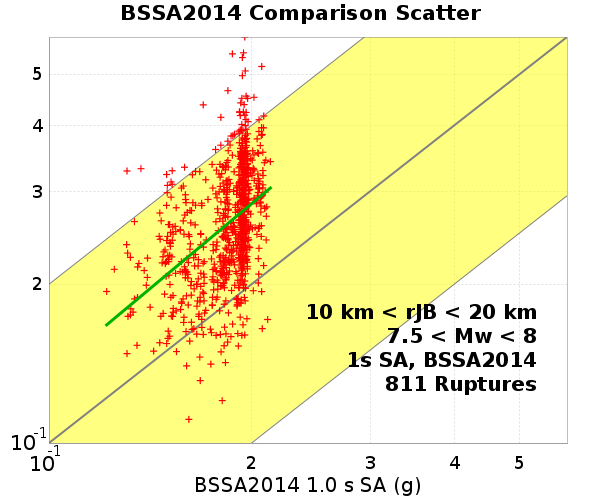 BSSA2014 Comparison Scatter
5
4
3
2
10⁻¹
10 km < rJB < 20 km
7.5 < Mw < 8
1s SA, BSSA2014
811 Ruptures
10⁻¹ 2 3 4 5
BSSA2014 1.0 s SA (g)